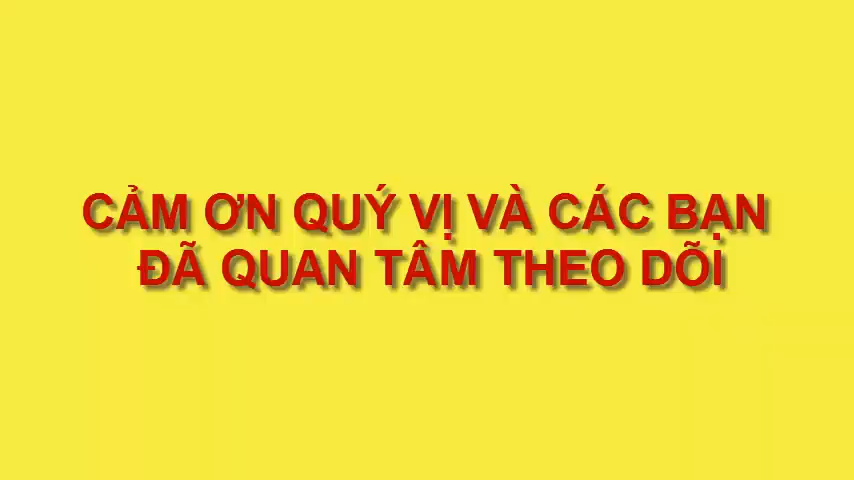 CẢM ƠN QUÝ VỊ VÀ CÁC BẠN
ĐÃ QUAN TÂM THEO DÕI